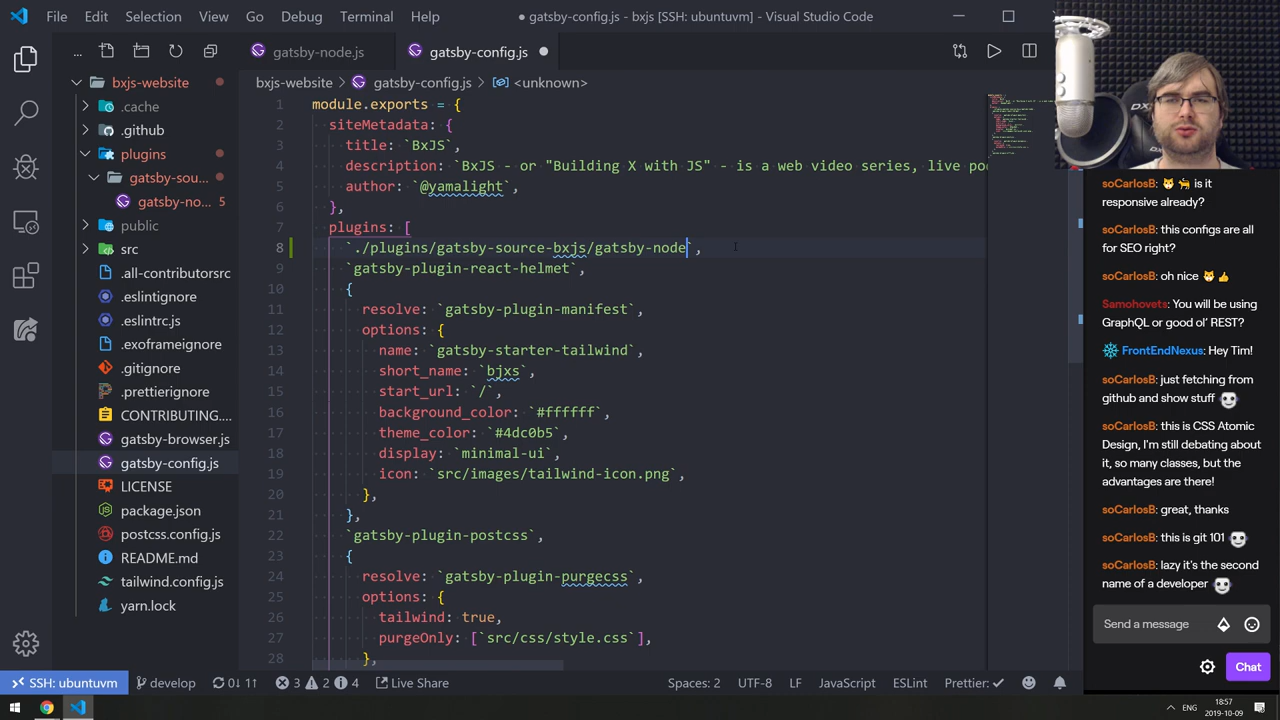 File Edit Selection View Go Debug Terminal Help
● gatsby-config.js - bxjs [SSH: ubuntuvm] - Visual Studio Code
...
gatsby-node.js
gatsby-config.js ●
bxjs-website
.cache
.github
plugins
gatsby-sou...
gatsby-no... 5
public
src
.all-contributorsrc
.eslintignore
.eslintrc.js
.exoframeignore
.gitignore
.prettierignore
CONTRIBUTING....
gatsby-browser.js
gatsby-config.js
LICENSE
package.json
postcss.config.js
README.md
tailwind.config.js
yarn.lock
bxjs-website > gatsby-config.js > <unknown>
1 module.exports = {
2 siteMetadata: {
3 title: `BxJS`,
4 description: `BxJS - or "Building X with JS" - is a web video series, live po
5 author: `@yamalight`,
6 },
7 plugins: [
8 `./plugins/gatsby-source-bxjs/gatsby-node`,
9 `gatsby-plugin-react-helmet`,
10 {
11 resolve: `gatsby-plugin-manifest`,
12 options: {
13 name: `gatsby-starter-tailwind`,
14 short_name: `bjxs`,
15 start_url: `/`,
16 background_color: `#ffffff`,
17 theme_color: `#4dc0b5`,
18 display: `minimal-ui`,
19 icon: `src/images/tailwind-icon.png`,
20 },
21 },
22 `gatsby-plugin-postcss`,
23 {
24 resolve: `gatsby-plugin-purgecss`,
25 options: {
26 tailwind: true,
27 purgeOnly: [`src/css/style.css`],
28 },
soCarlosB: 🐱 🐈 is it
responsive already?
soCarlosB: this configs are all
for SEO right?
soCarlosB: oh nice 🐱 👍
Samohovets: You will be using
GraphQL or good ol’ REST?
FrontEndNexus: Hey Tim!
soCarlosB: just fetching from
github and show stuff
soCarlosB: this is CSS Atomic
Design, I'm still debating about
it, so many classes, but the
advantages are there!
soCarlosB: great, thanks
soCarlosB: this is git 101
soCarlosB: lazy it's the second
name of a developer
Send a message
Chat
SSH: ubuntuvm develop 0↓ 1↑ 3 2 4 Live Share Spaces: 2 UTF-8 LF JavaScript ESLint Prettier: ✓
ENG 18:57
2019-10-09